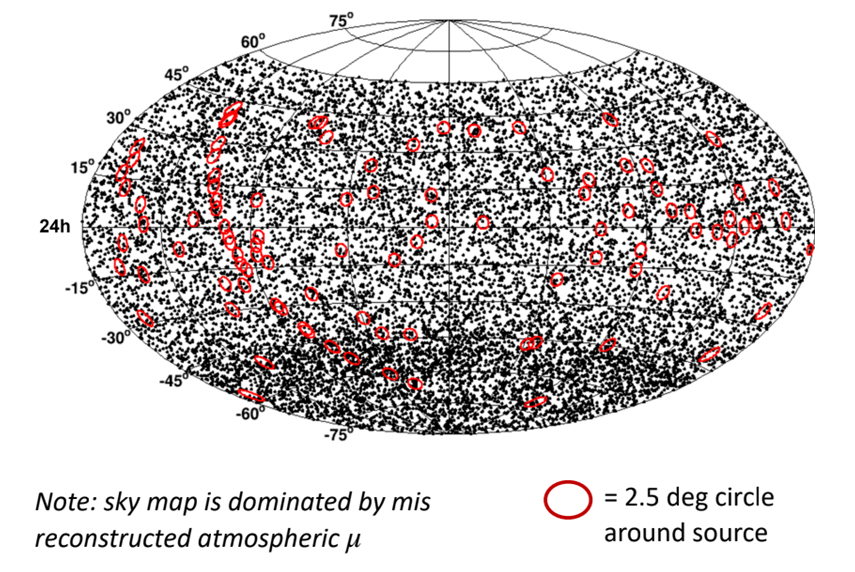 75°
60°
45°
30°
15°
24h
-15°
-30°
-45°
-60°
-75°
Note: sky map is dominated by mis
reconstructed atmospheric μ
= 2.5 deg circle
around source